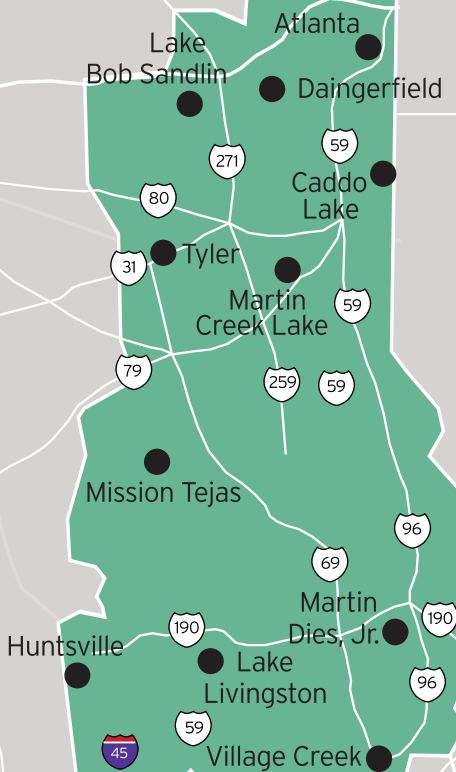 Atlanta
Lake
Bob Sandlin
Daingerfield
59
271
Caddo
Lake
80
Tyler
31
Martin
Creek Lake
59
79
259
59
Mission Tejas
96
69
Martin
Dies, Jr.
190
190
Huntsville
Lake
Livingston
96
59
45
Village Creek